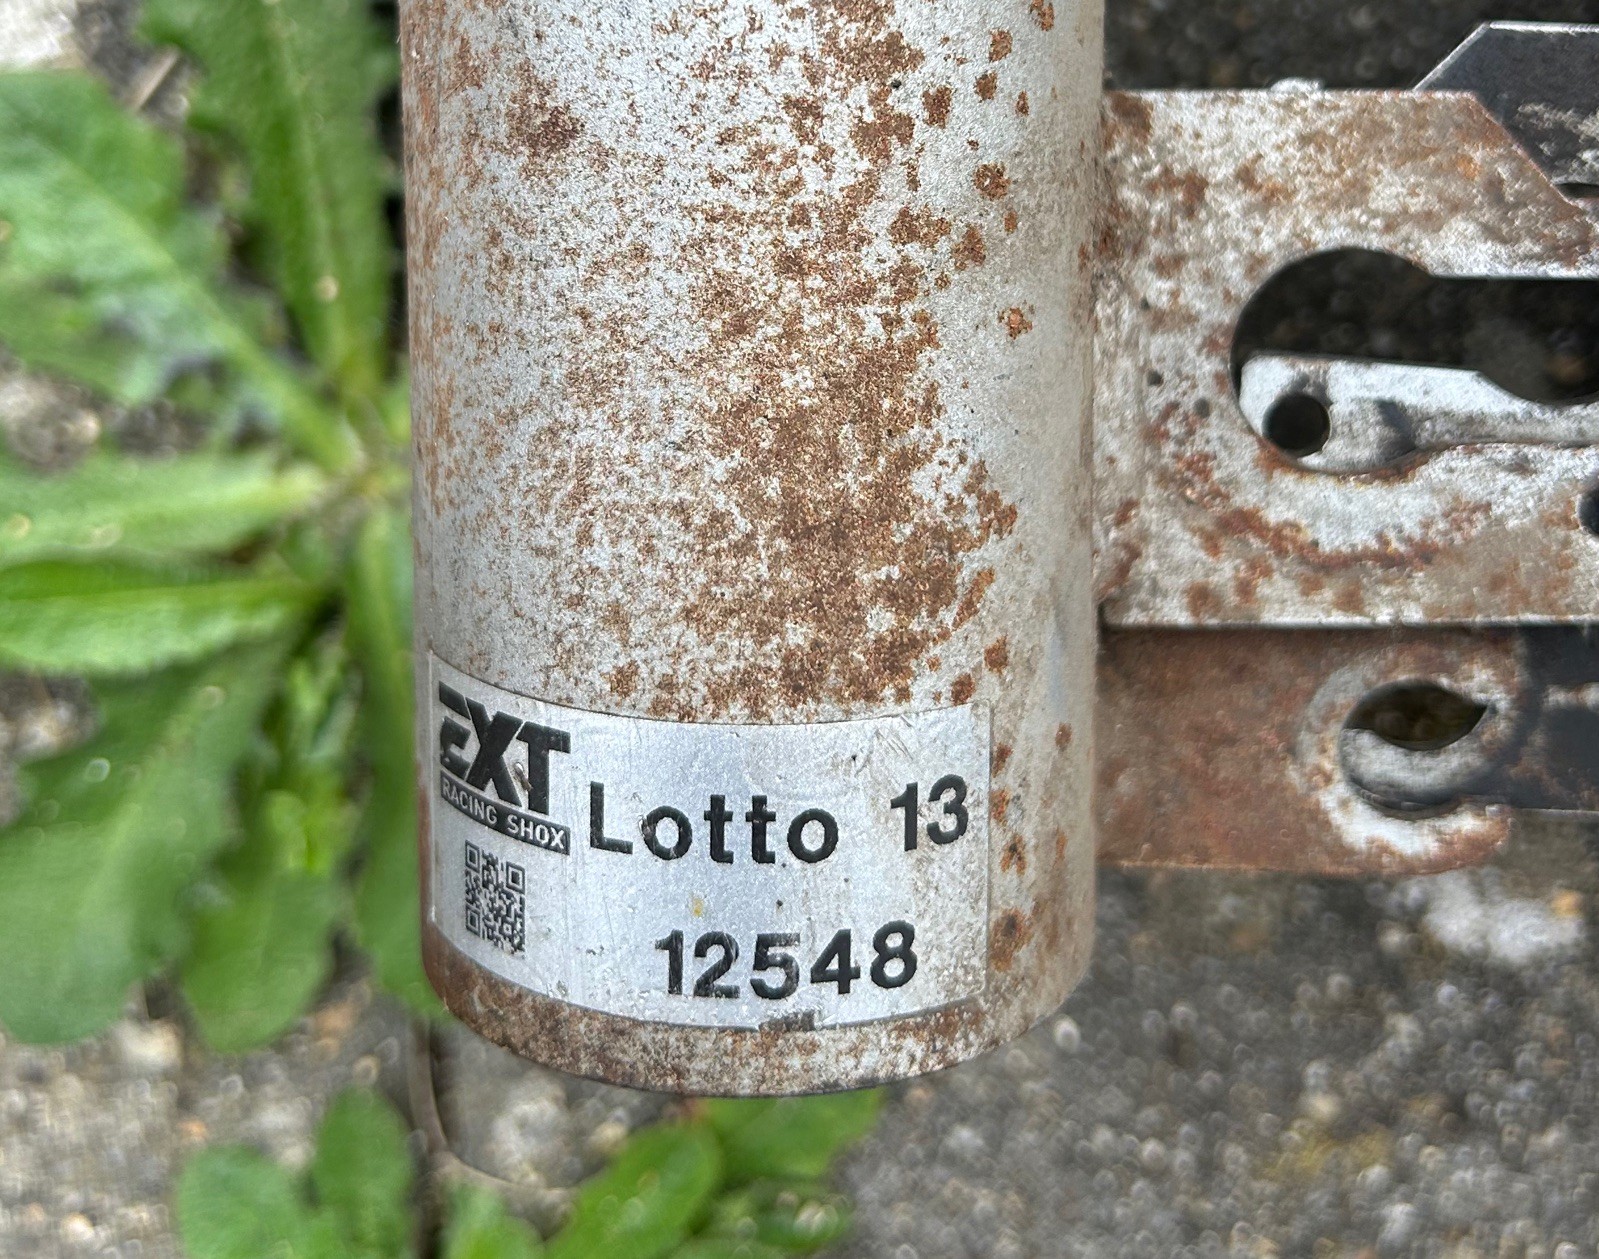 EXT
RACING SHOX
Lotto 13
12548